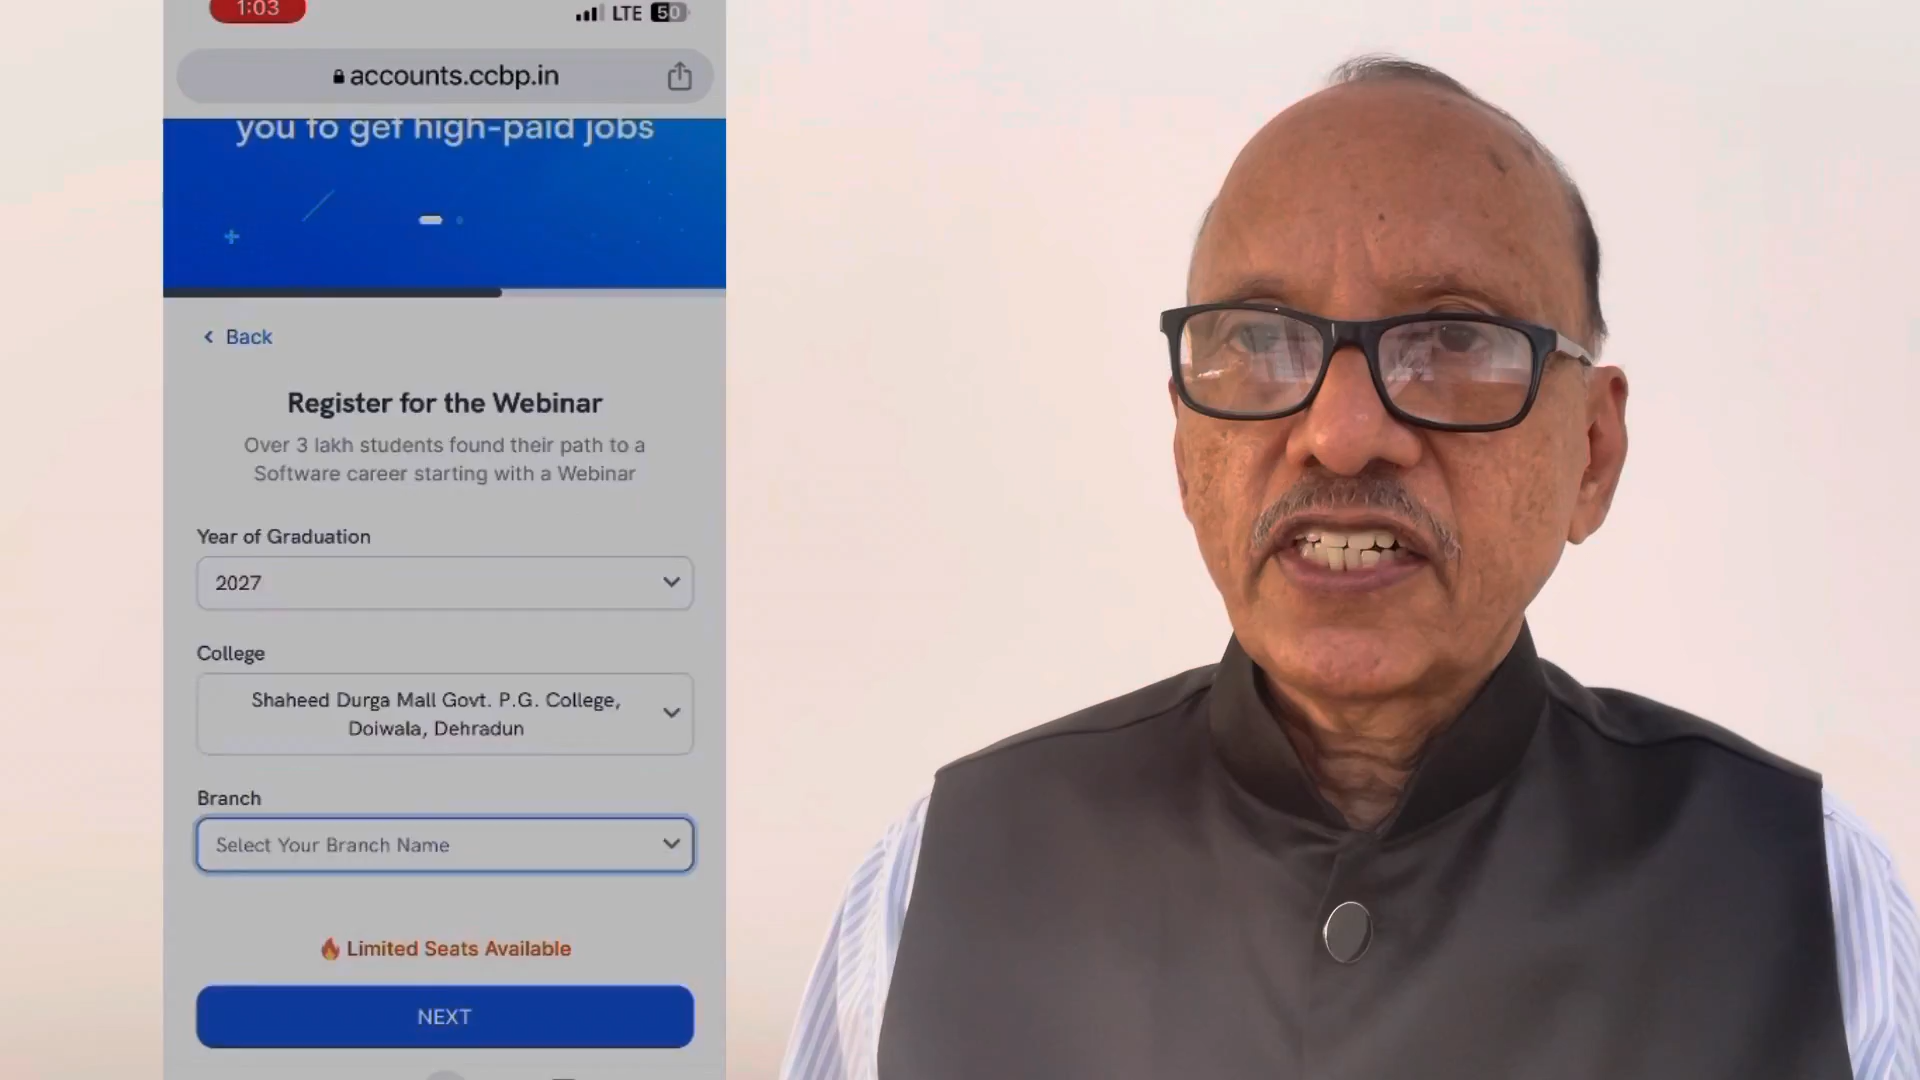 1:03
LTE 50
accounts.ccbp.in
you to get high-paid jobs
Back
Register for the Webinar
Over 3 lakh students found their path to a
Software career starting with a Webinar
Year of Graduation
2027
College
Shaheed Durga Mall Govt. P.G. College,
Doiwala, Dehradun
Branch
Select Your Branch Name
Limited Seats Available
NEXT